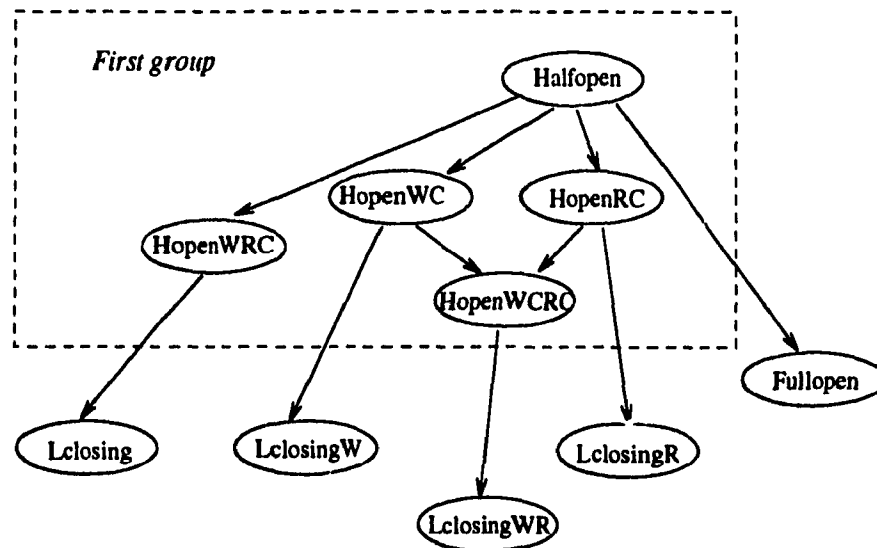 First group
Halfopen
HopenWC
HopenRC
HopenWRC
HopenWCRC
Fullopen
Lclosing
LclosingW
LclosingR
LclosingWR